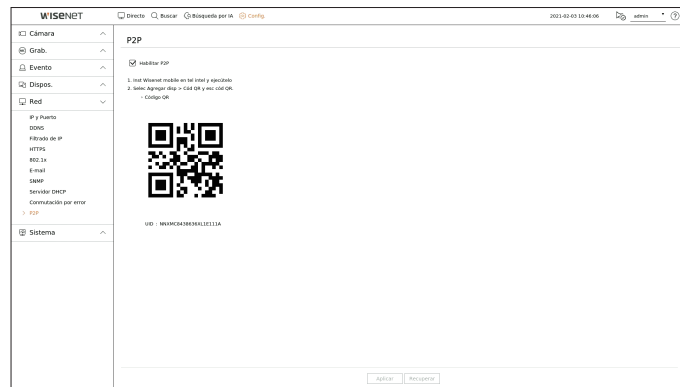 WISENET
Directo Buscar Búsqueda por IA Config.
2021-02-03 10:46:06 admin
Cámara
Grab.
Evento
Dispos.
Red
IP y Puerto
DDNS
Filtrado de IP
HTTPS
802.1x
E-mail
SNMP
Servidor DHCP
Conmutación por error
> P2P
Sistema
P2P
Habilitar P2P
1. Inst Wisenet mobile en tel intel y ejecútelo
2. Selec Agregar disp > Cód QR y esc cód QR.
- Código QR
UID : NNXMC8438636XL1E111A
Aplicar Recuperar